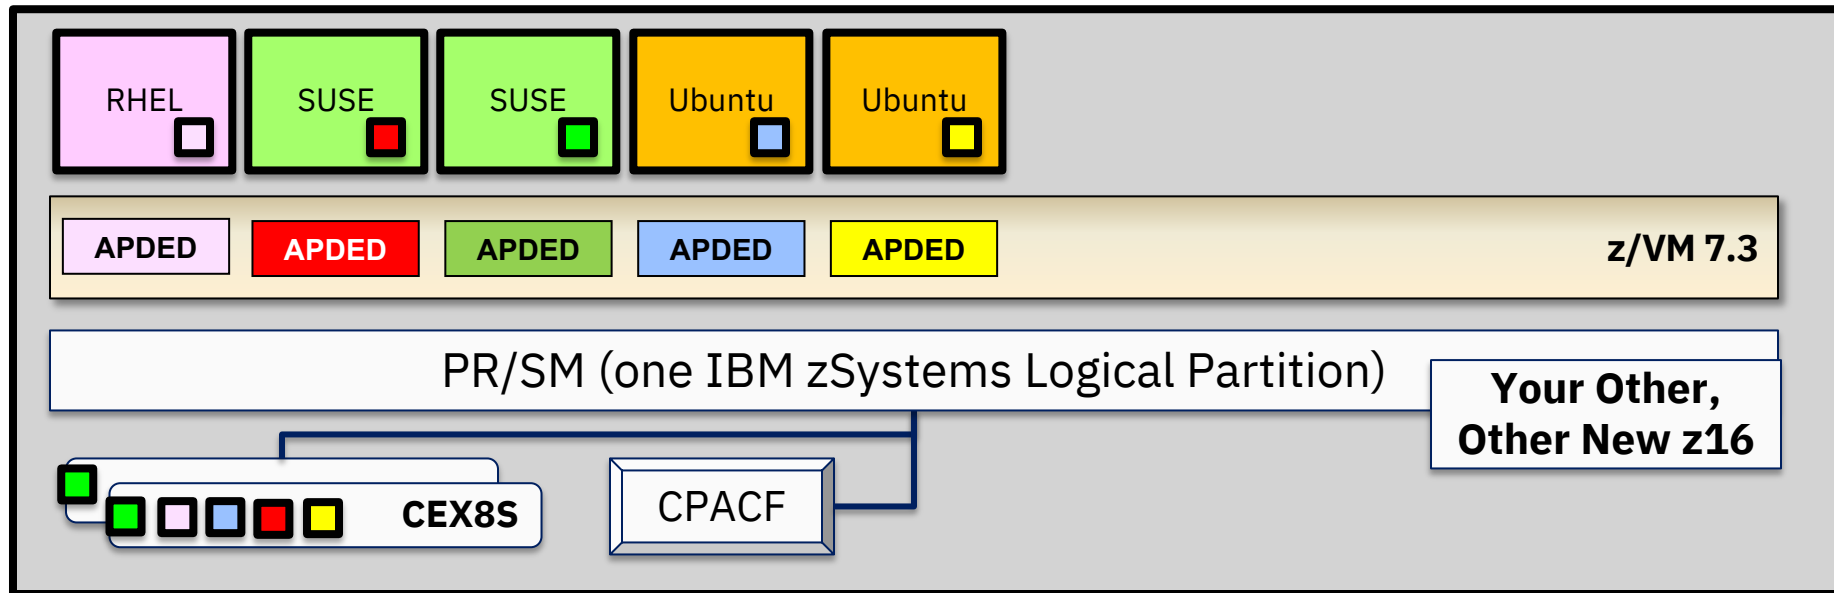 RHEL
SUSE
SUSE
Ubuntu
Ubuntu
APDED
APDED
APDED
APDED
APDED
z/VM 7.3
PR/SM (one IBM zSystems Logical Partition)
Your Other,
Other New z16
CEX8S
CPACF